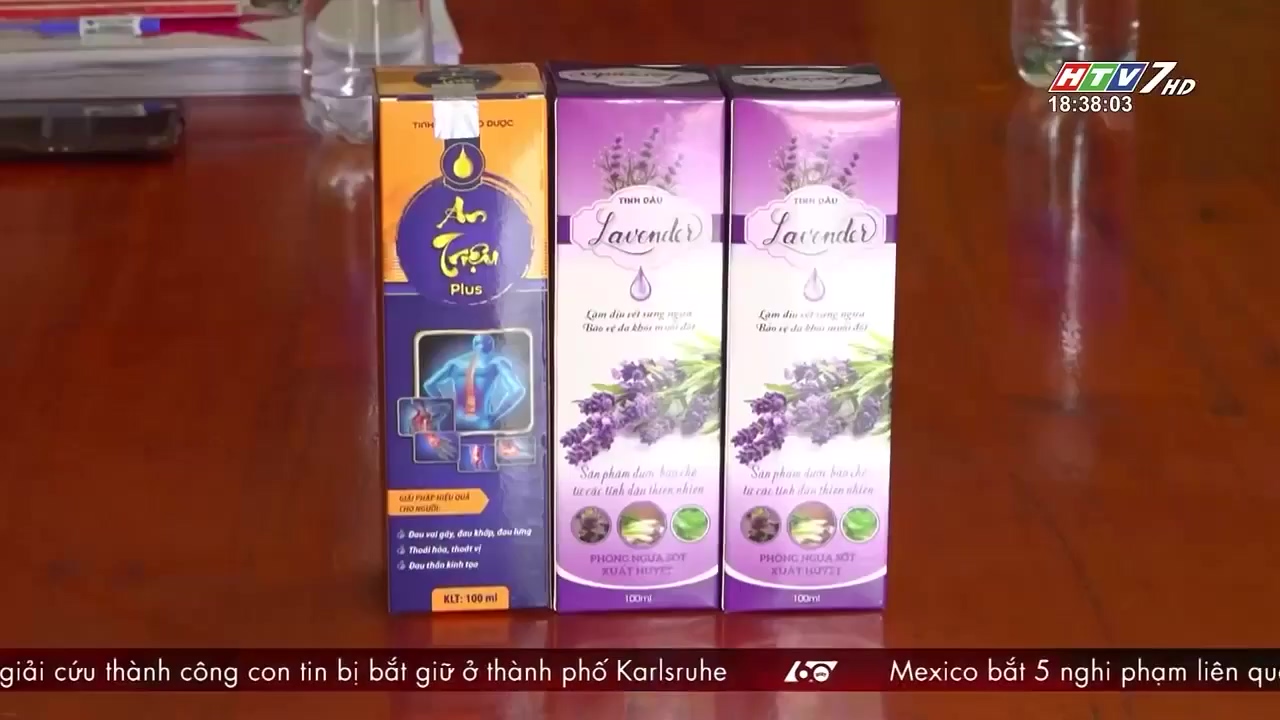 HTV7 HD
18:38:03
DƯỢC
An
Triệu
Plus
GIẢI PHÁP HIỆU QUẢ
CHO NGƯỜI:
Đau vai gáy, đau khớp, đau lưng
Thoái hóa, thoát vị
Đau thần kinh tọa
KLT: 100 ml
TINH DẦU
Lavender
Làm dịu vết sưng ngứa
Bảo vệ da khỏi muỗi đốt
Sản phẩm được bào chế
từ các tinh dầu thiên nhiên
PHÒNG NGỪA SỐT
XUẤT HUYẾT
100ml
TINH DẦU
Lavender
Làm dịu vết sưng ngứa
Bảo vệ da khỏi muỗi đốt
Sản phẩm được bào chế
từ các tinh dầu thiên nhiên
PHÒNG NGỪA SỐT
XUẤT HUYẾT
100ml
giải cứu thành công con tin bị bắt giữ ở thành phố Karlsruhe 60 giây Mexico bắt 5 nghi phạm liên